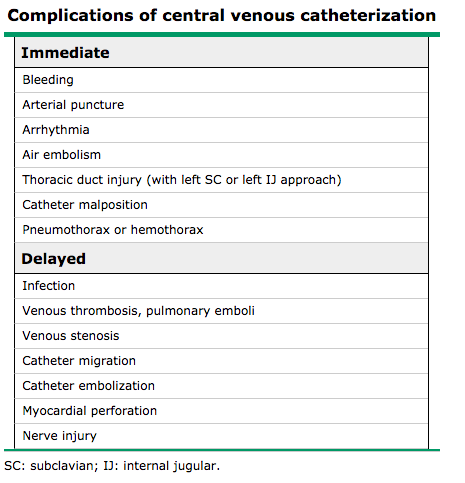 Complications of central venous catheterization
Immediate
Bleeding
Arterial puncture
Arrhythmia
Air embolism
Thoracic duct injury (with left SC or left IJ approach)
Catheter malposition
Pneumothorax or hemothorax
Delayed
Infection
Venous thrombosis, pulmonary emboli
Venous stenosis
Catheter migration
Catheter embolization
Myocardial perforation
Nerve injury
SC: subclavian; IJ: internal jugular.